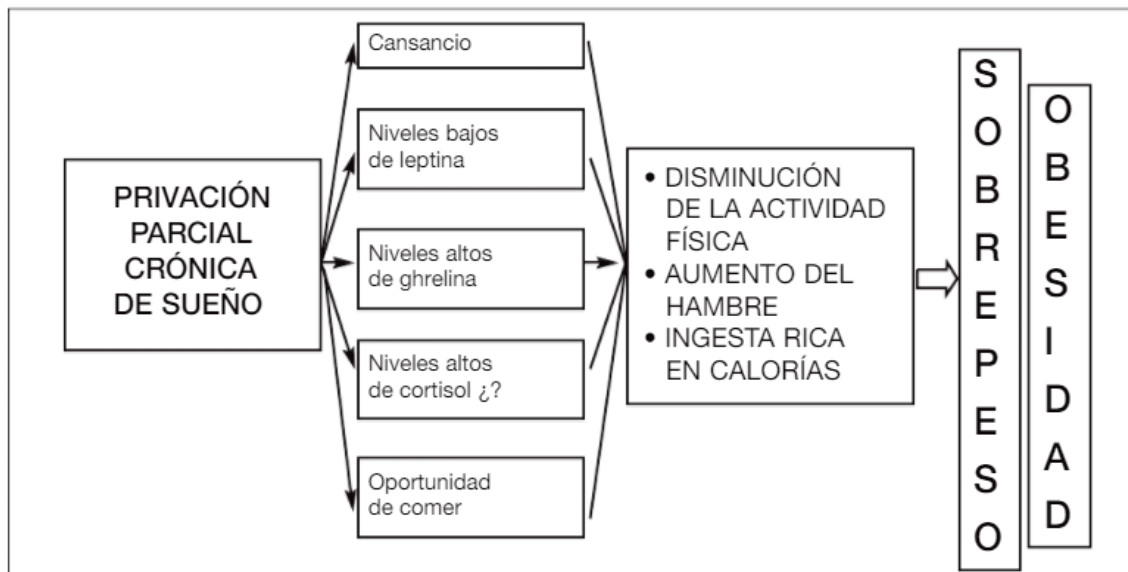 PRIVACIÓN
PARCIAL
CRÓNICA
DE SUEÑO
Cansancio
Niveles bajos
de leptina
Niveles altos
de ghrelina
Niveles altos
de cortisol ¿?
Oportunidad
de comer
• DISMINUCIÓN
DE LA ACTIVIDAD
FÍSICA
• AUMENTO DEL
HAMBRE
• INGESTA RICA
EN CALORÍAS
SOBREPESO
OBESIDAD